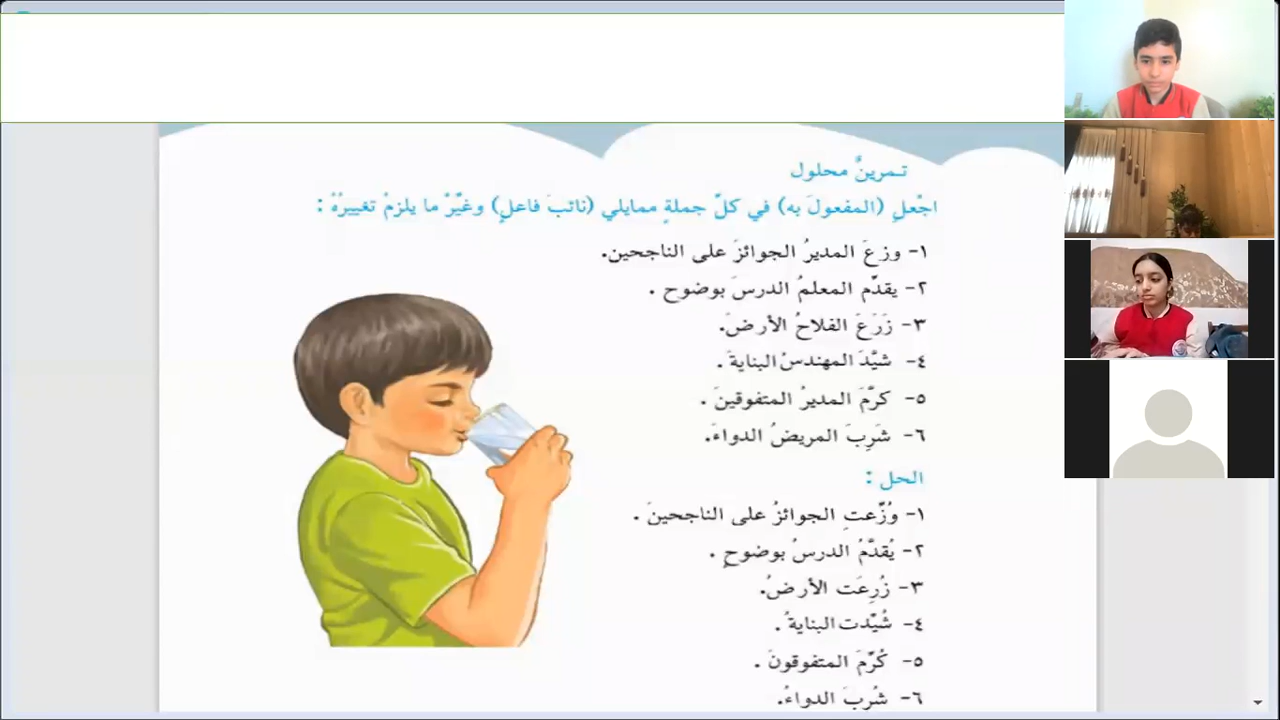 تـمرينٌ محلول
اجْعلِ (المفعولَ به) في كلّ جملةٍ ممايلي (نائبَ فاعلٍ) وغيّرْ ما يلزمْ تغييرُهُ :
١- وزعَ المديرُ الجوائزَ على الناجحين.
٢- يقدّم المعلمُ الدرسَ بوضوح .
٣- زَرَعَ الفلاحُ الأرضَ.
٤- شيَّدَ المهندسُ البنايةَ .
٥- كرَّمَ المديرُ المتفوقينَ .
٦- شَرِبَ المريضُ الدواءَ.
الحل :
١- وُزّعتِ الجوائزُ على الناجحينَ .
٢- يُقدَّمُ الدرسُ بوضوحٍ .
٣- زُرِعَت الأرضُ.
٤- شُيّدت البنايةُ .
٥- كُرّمَ المتفوقونَ .
٦- شُربَ الدواءُ.